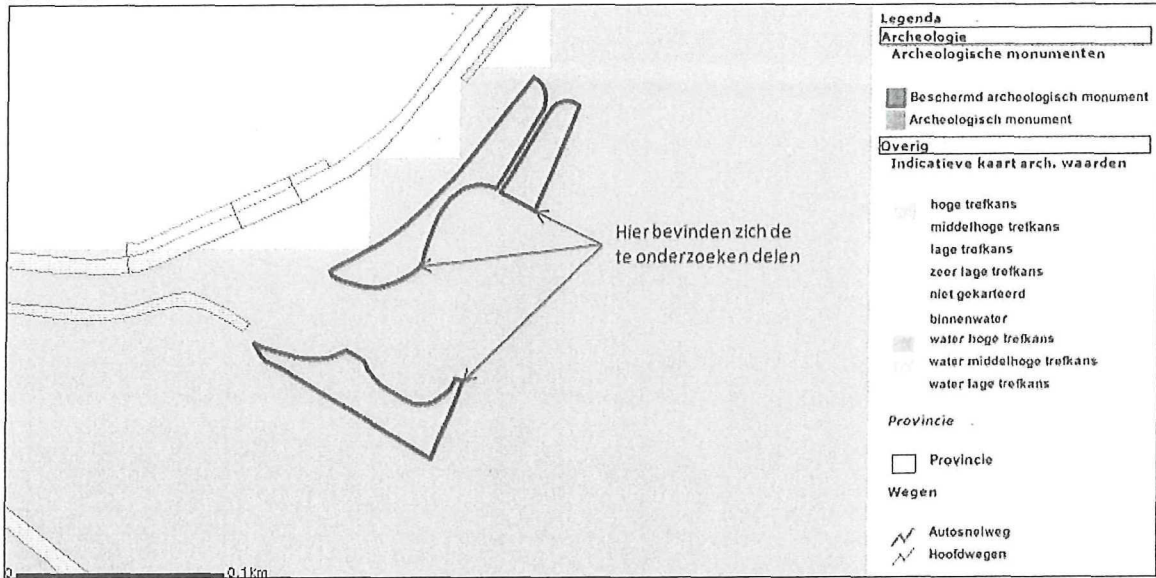 Hier bevinden zich de
te onderzoeken delen
0
0.1km
Legenda
Archeologie
Archeologische monumenten
Beschermd archeologisch monument
Archeologisch monument
Overig
Indicatieve kaart arch. waarden
hoge trefkans
middelhoge trefkans
lage trefkans
zeer lage trefkans
niet gekarteerd
binnenwater
water hoge trefkans
water middelhoge trefkans
water lage trefkans
Provincie
Provincie
Wegen
Autosnelweg
Hoofdwegen